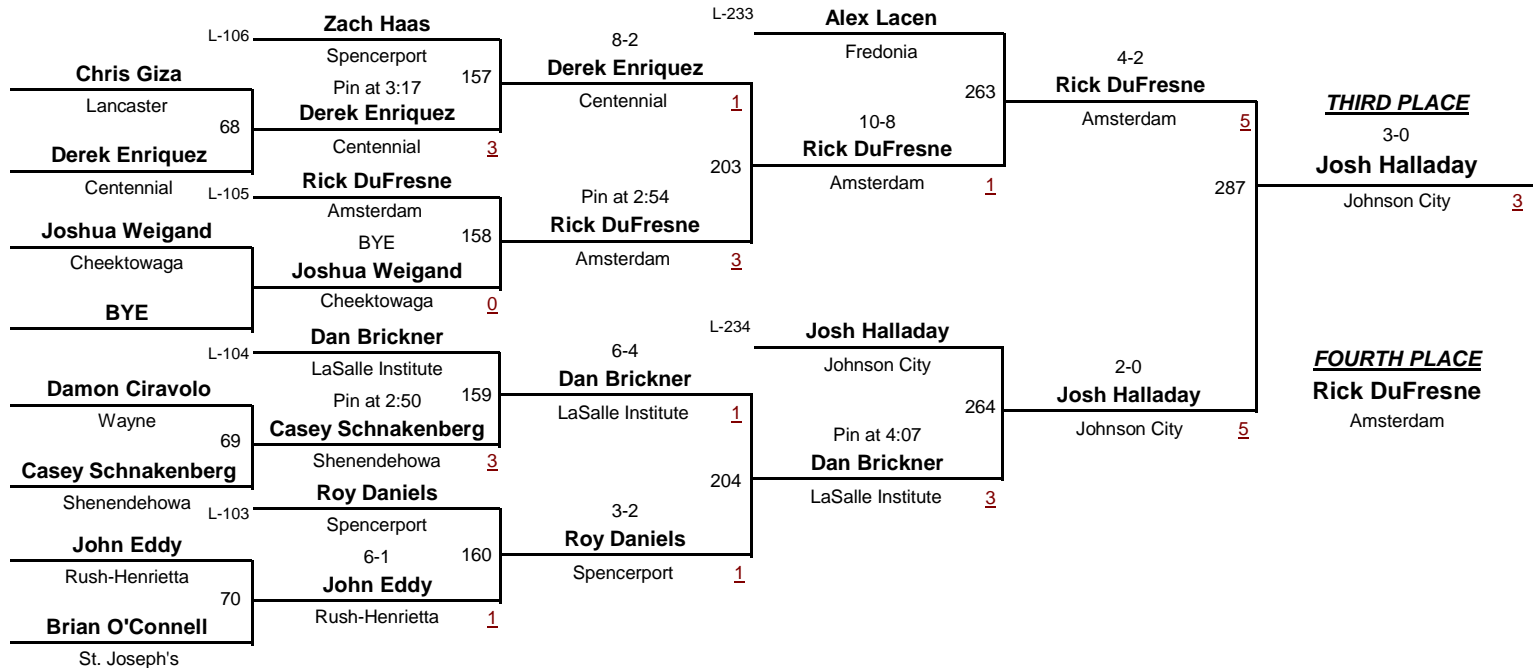 L-106
Zach Haas
Spencerport
Chris Giza
Lancaster
68
Derek Enriquez
Centennial
Pin at 3:17
Derek Enriquez
Centennial
3
157
L-105
Rick DuFresne
Amsterdam
Joshua Weigand
Cheektowaga
BYE
BYE
Joshua Weigand
Cheektowaga
0
158
L-104
Dan Brickner
LaSalle Institute
Damon Ciravolo
Wayne
69
Casey Schnakenberg
Shenendehowa
Pin at 2:50
Casey Schnakenberg
Shenendehowa
3
159
L-103
Roy Daniels
Spencerport
John Eddy
Rush-Henrietta
70
Brian O'Connell
St. Joseph's
6-1
John Eddy
Rush-Henrietta
1
160
8-2
Derek Enriquez
Centennial
1
203
Pin at 2:54
Rick DuFresne
Amsterdam
3
6-4
Dan Brickner
LaSalle Institute
1
204
3-2
Roy Daniels
Spencerport
1
L-233
Alex Lacen
Fredonia
263
10-8
Rick DuFresne
Amsterdam
1
L-234
Josh Halladay
Johnson City
264
Pin at 4:07
Dan Brickner
LaSalle Institute
3
4-2
Rick DuFresne
Amsterdam
5
287
2-0
Josh Halladay
Johnson City
5
THIRD PLACE
3-0
Josh Halladay
Johnson City
3
FOURTH PLACE
Rick DuFresne
Amsterdam